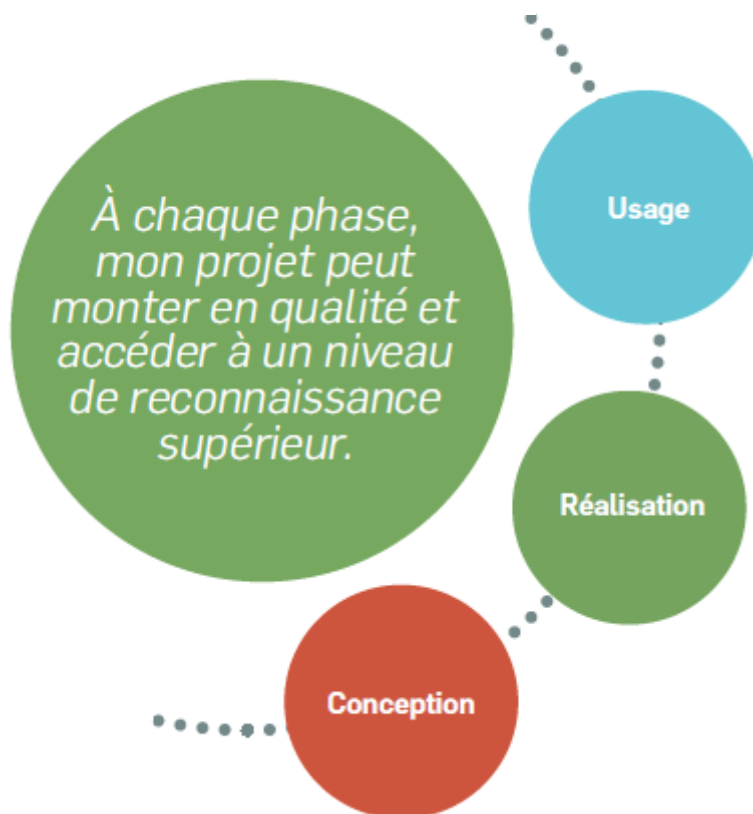 À chaque phase,
mon projet peut
monter en qualité et
accéder à un niveau
de reconnaissance
supérieur.
Usage
Réalisation
Conception